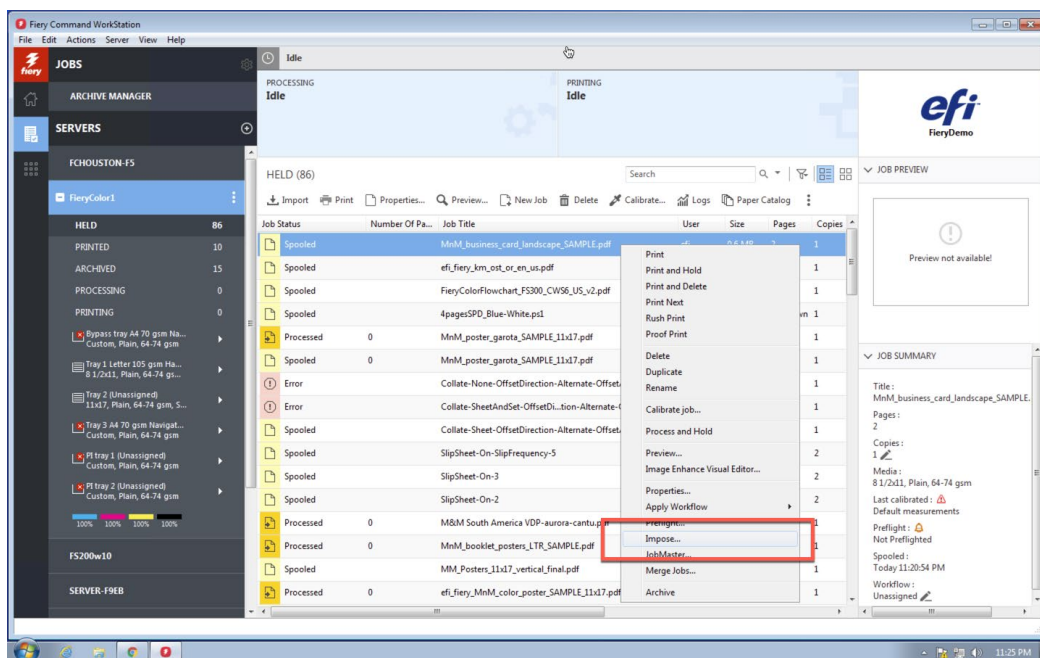 Fiery Command WorkStation
File Edit Actions Server View Help
fiery
JOBS
ARCHIVE MANAGER
SERVERS
FCHOUSTON-F5
FieryColor1
HELD 86
PRINTED 10
ARCHIVED 15
PROCESSING 0
PRINTING 0
Bypass tray A4 70 gsm Na...
Custom, Plain, 64-74 gsm
Tray 1 Letter 105 gsm Ha...
8 1/2x11, Plain, 64-74 gs...
Tray 2 (Unassigned)
11x17, Plain, 64-74 gsm, S...
Tray 3 A4 70 gsm Navigat...
Custom, Plain, 64-74 gsm
PI tray 1 (Unassigned)
Custom, Plain, 64-74 gsm
PI tray 2 (Unassigned)
Custom, Plain, 64-74 gsm
100% 100% 100% 100%
FS200w10
SERVER-F9EB
Idle
PROCESSING
Idle
PRINTING
Idle
HELD (86)
Search
Import Print Properties... Preview... New Job Delete Calibrate... Logs Paper Catalog
Job Status Number Of Pa... Job Title User Size Pages Copies
Spooled MnM_business_card_landscape_SAMPLE.pdf 1
Spooled efi_fiery_km_ost_or_en_us.pdf 1
Spooled FieryColorFlowchart_FS300_CWS6_US_v2.pdf 1
Spooled 4pagesSPD_Blue-White.ps1 vn 1
Processed 0 MnM_poster_garota_SAMPLE_11x17.pdf 1
Spooled 0 MnM_poster_garota_SAMPLE_11x17.pdf 1
Error Collate-None-OffsetDirection-Alternate-Offset 1
Error Collate-SheetAndSet-OffsetDi...tion-Alternate- 1
Spooled Collate-Sheet-OffsetDirection-Alternate-Offset 1
Spooled SlipSheet-On-SlipFrequency-5 2
Spooled SlipSheet-On-3 2
Spooled SlipSheet-On-2 2
Processed 0 M&M South America VDP-aurora-cantu.p 1
Processed 0 MnM_booklet_posters_LTR_SAMPLE.pdf 1
Spooled MM_Posters_11x17_vertical_final.pdf 1
Processed 0 efi_fiery_MnM_color_poster_SAMPLE_11x17.pdf 1
Print
Print and Hold
Print and Delete
Print Next
Rush Print
Proof Print
Delete
Duplicate
Rename
Calibrate job...
Process and Hold
Preview...
Image Enhance Visual Editor...
Properties...
Apply Workflow
Preflight...
Impose...
JobMaster...
Merge Jobs...
Archive
efi
FieryDemo
JOB PREVIEW
Preview not available!
JOB SUMMARY
Title :
MnM_business_card_landscape_SAMPLE.
Pages :
2
Copies :
1
Media :
8 1/2x11, Plain, 64-74 gsm
Last calibrated :
Default measurements
Preflight :
Not Preflighted
Spooled :
Today 11:20:54 PM
Workflow :
Unassigned
11:25 PM